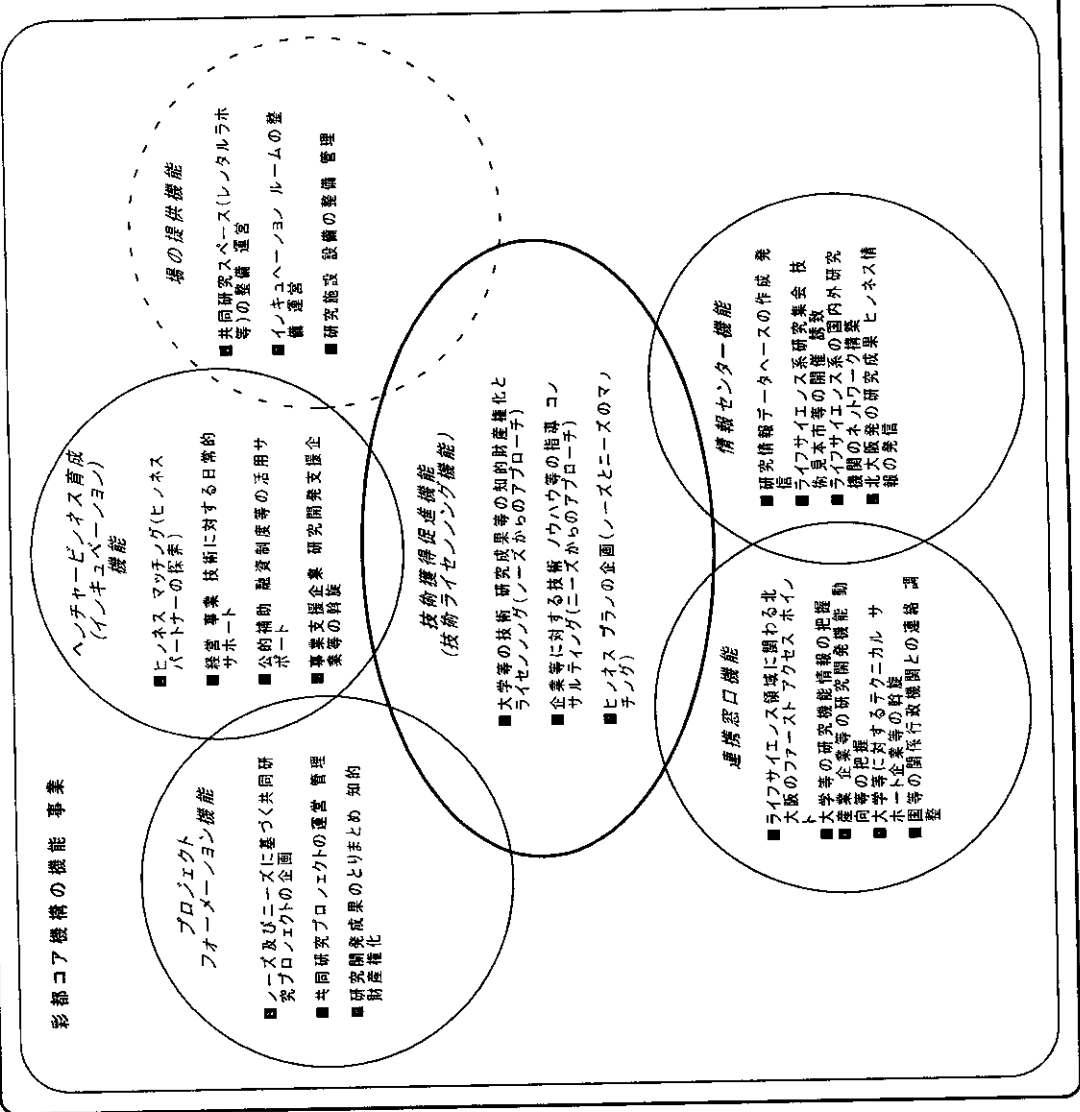 彩都コア機構の機能 事業
プロジェクト
フォーメーション機能
■シーズ及びニーズに基づく共同研
究プロジェクトの企画
■共同研究プロジェクトの運営 管理
■研究開発成果のとりまとめ 知的
財産権化
ベンチャービジネス育成
(インキュベーション)
機能
■ビジネス マッチング(ビジネス
パートナーの探索)
■経営 事業 技術に対する日常的
サポート
■公的補助 融資制度等の活用サ
ポート
■事業支援企業 研究開発支援企
業等の斡旋
場の提供機能
■共同研究スペース(レンタルラボ
等)の整備 運営
■インキュベーション ルームの整
備 運営
■研究施設 設備の整備 管理
技術獲得促進機能
(技術ライセンシング機能)
■大学等の技術 研究成果等の知的財産権化と
ライセンシング(シーズからのアプローチ)
■企業等に対する技術 ノウハウ等の指導 コン
サルティング(ニーズからのアプローチ)
■ビジネス プランの企画(シーズとニーズのマッ
チング)
連携窓口機能
■ライフサイエンス領域に関わる北
大阪のファースト アクセス ポイン
ト
■大学等の研究機能情報の把握
■産業 企業等の研究開発機能 動
向等の把握
■大学等に対するテクニカル サ
ポート企業等の斡旋
■国等の関係行政機関との連絡 調
整
情報センター機能
■研究情報データベースの作成 発
信
■ライフサイエンス系研究集会 技
術見本市等の開催 誘致
■ライフサイエンス系の国内外研究
機関のネットワーク構築
■北大阪発の研究成果 ビジネス情
報の発信